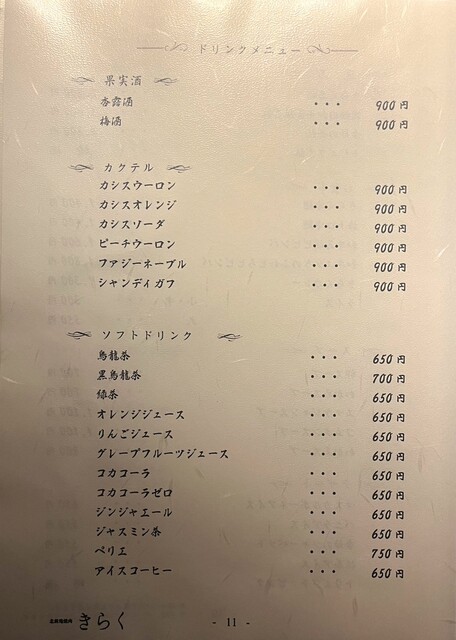 ドリンクメニュー
果実酒
杏露酒 ・・・ 900円
梅酒 ・・・ 900円
カクテル
カシスウーロン ・・・ 900円
カシスオレンジ ・・・ 900円
カシスソーダ ・・・ 900円
ピーチウーロン ・・・ 900円
ファジーネーブル ・・・ 900円
シャンディガフ ・・・ 900円
ソフトドリンク
烏龍茶 ・・・ 650円
黒烏龍茶 ・・・ 700円
緑茶 ・・・ 650円
オレンジジュース ・・・ 650円
りんごジュース ・・・ 650円
グレープフルーツジュース ・・・ 650円
コカコーラ ・・・ 650円
コカコーラゼロ ・・・ 650円
ジンジャエール ・・・ 650円
ジャスミン茶 ・・・ 650円
ペリエ ・・・ 750円
アイスコーヒー ・・・ 650円
きらく - 11 -